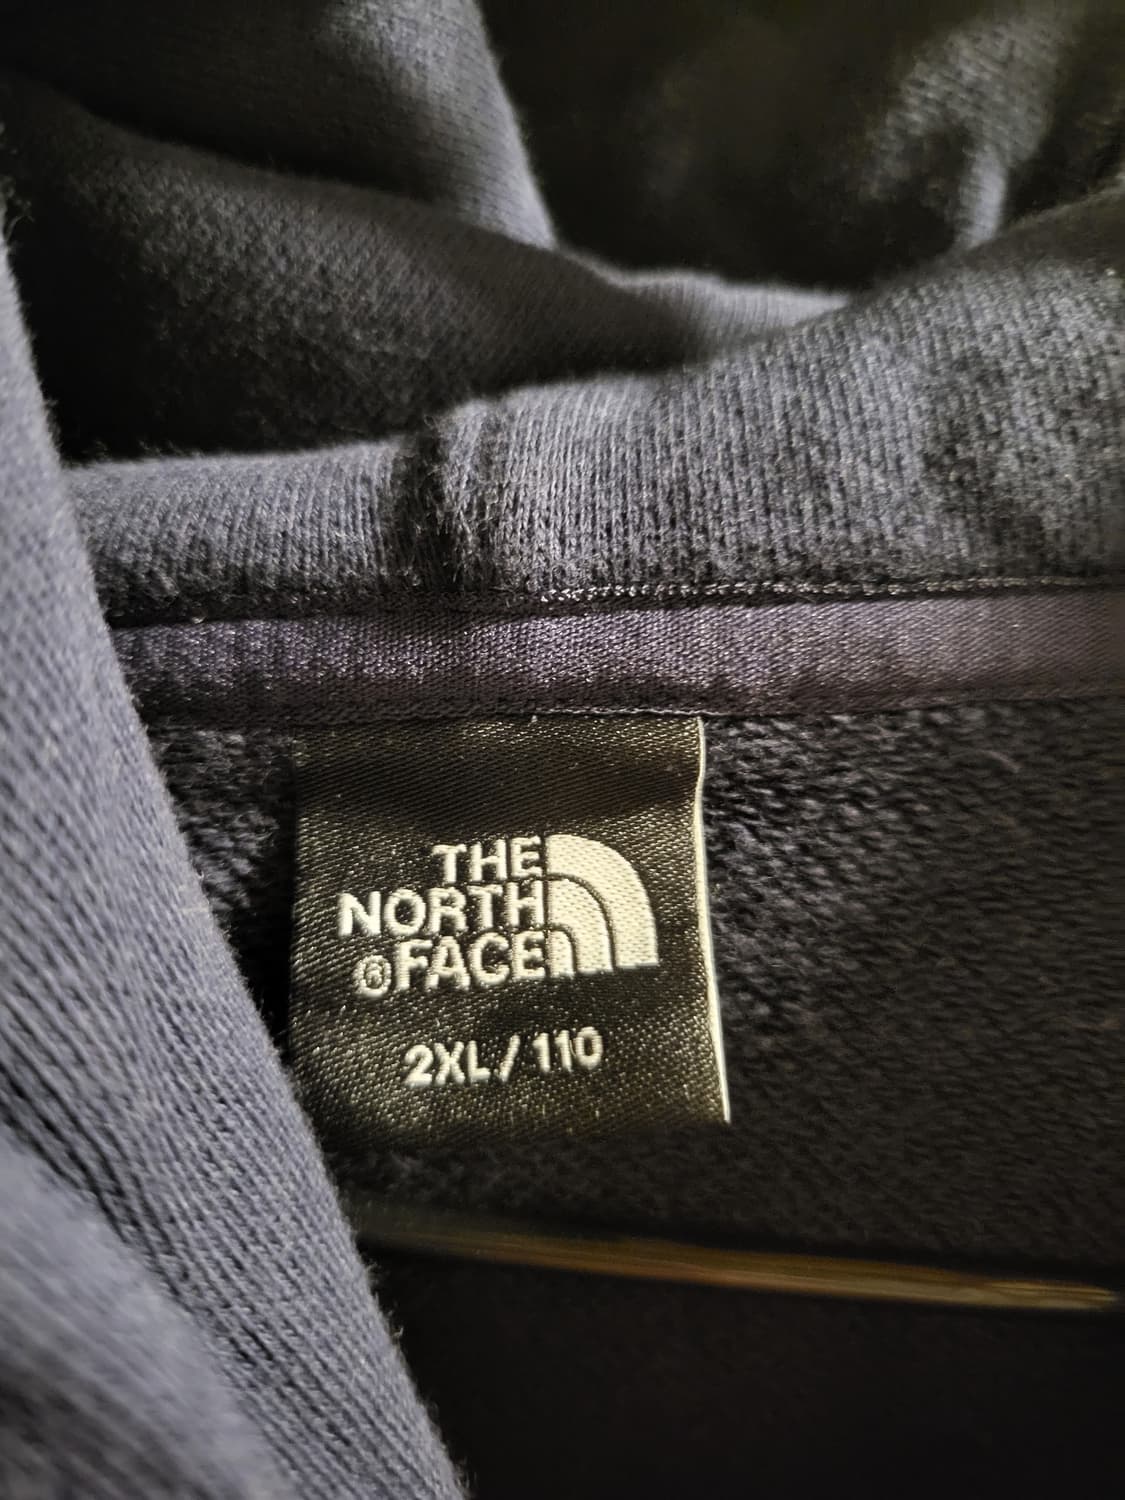 THE
NORTH
®FACE
2XL/110